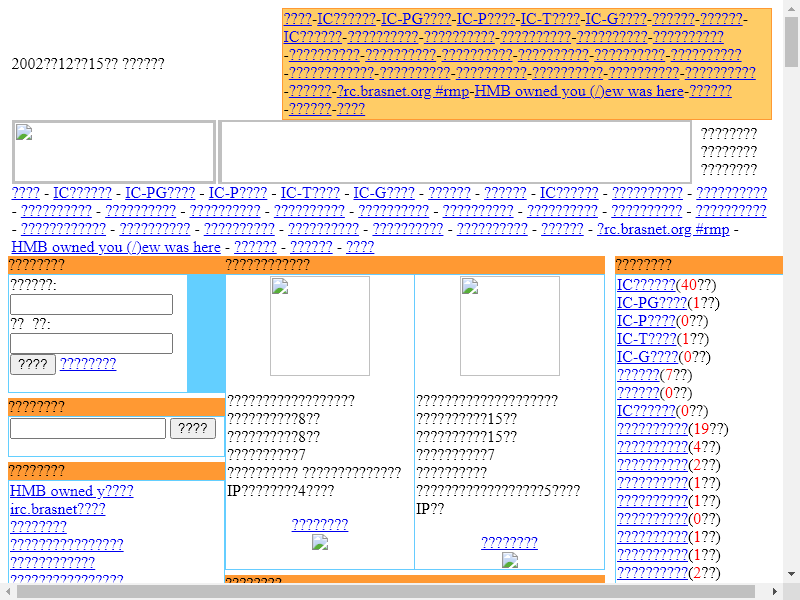 ????-IC??????-IC-PG????-IC-P????-IC-T????-IC-G????-??????-??????-
IC??????-??????????-??????????-??????????-??????????-??????????
-??????????-??????????-??????????-??????????-??????????-??????????
-????????????-??????????-??????????-??????????-??????????-??????????
-??????-?rc.brasnet.org #rmp-HMB owned you (/)ew was here-??????
-??????-????
2002??12??15?? ??????
????????
????????
????????
???? - IC?????? - IC-PG???? - IC-P???? - IC-T???? - IC-G???? - ?????? - ?????? - IC?????? - ?????????? - ??????????
- ?????????? - ?????????? - ?????????? - ?????????? - ?????????? - ?????????? - ?????????? - ?????????? - ??????????
- ???????????? - ?????????? - ?????????? - ?????????? - ?????????? - ?????????? - ?????? - ?rc.brasnet.org #rmp -
HMB owned you (/)ew was here - ?????? - ?????? - ????
????????
??????:
?? ??:
???? ????????
????????
????
????????
HMB owned y????
irc.brasnet????
????????
????????????????
????????????
????????????????
????????????
??????????????????
??????????8??
??????????8??
??????????7
?????????? ??????????????
IP????????4????
????????
????????????????????
??????????15??
??????????15??
??????????7
??????????
??????????????????5????
IP??
????????
????????
????????
IC??????(40??)
IC-PG????(1??)
IC-P????(0??)
IC-T????(1??)
IC-G????(0??)
??????(7??)
??????(0??)
IC??????(0??)
??????????(19??)
??????????(4??)
??????????(2??)
??????????(1??)
??????????(1??)
??????????(0??)
??????????(1??)
??????????(1??)
??????????(2??)